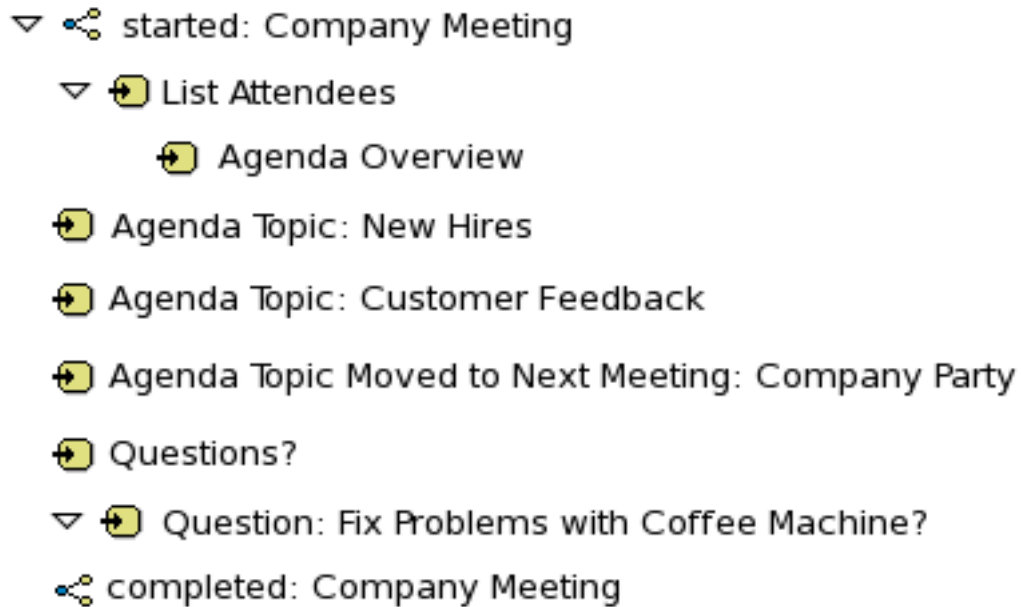 started: Company Meeting
List Attendees
Agenda Overview
Agenda Topic: New Hires
Agenda Topic: Customer Feedback
Agenda Topic Moved to Next Meeting: Company Party
Questions?
Question: Fix Problems with Coffee Machine?
completed: Company Meeting